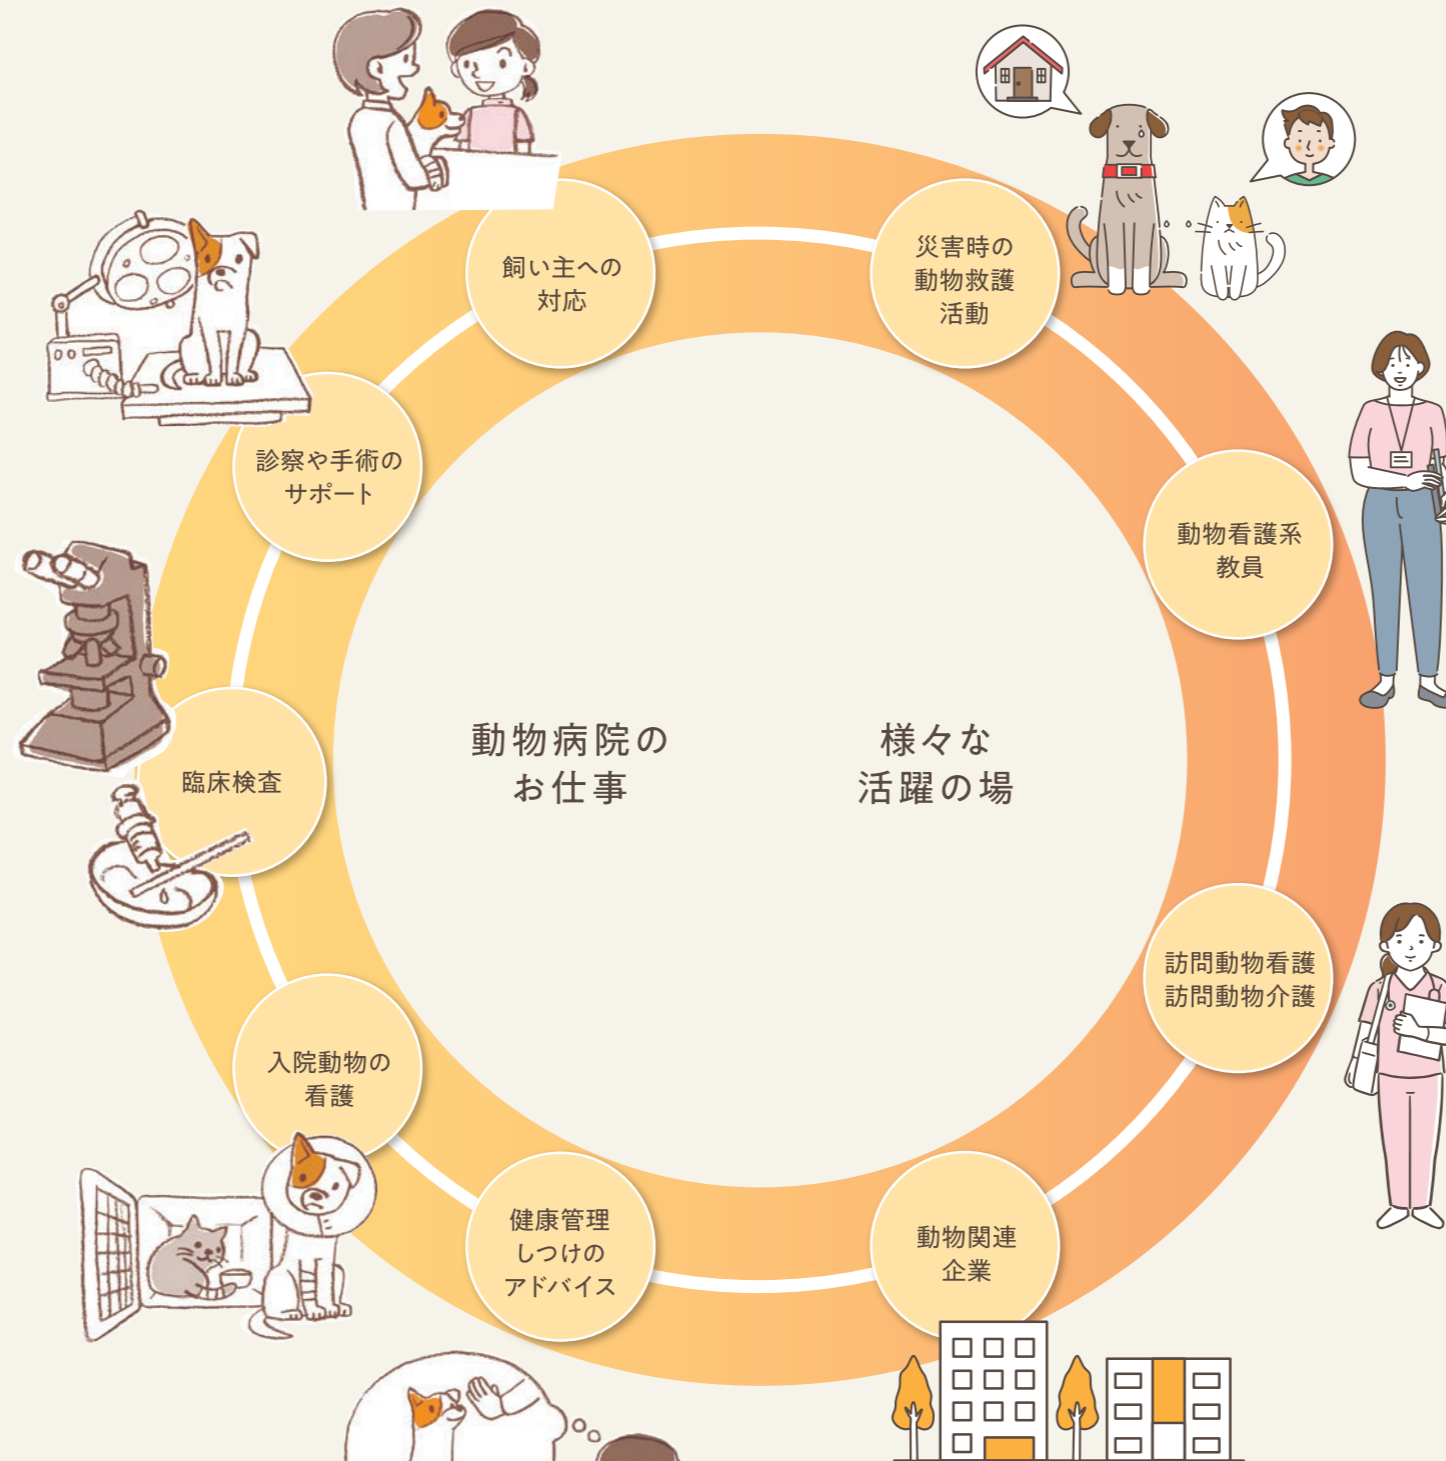 動物病院の
お仕事
飼い主への
対応
診察や手術の
サポート
臨床検査
入院動物の
看護
健康管理
しつけの
アドバイス
様々な
活躍の場
災害時の
動物救護
活動
動物看護系
教員
訪問動物看護
訪問動物介護
動物関連
企業